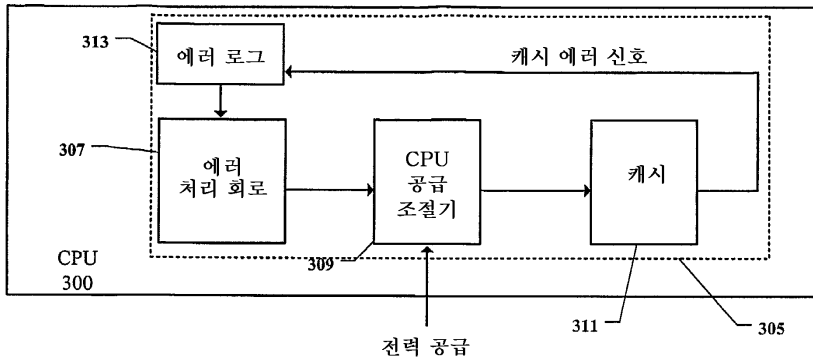 313
에러 로그
캐시 에러 신호
307
에러
처리 회로
CPU
공급
조절기
캐시
CPU
300
309
311
305
전력 공급